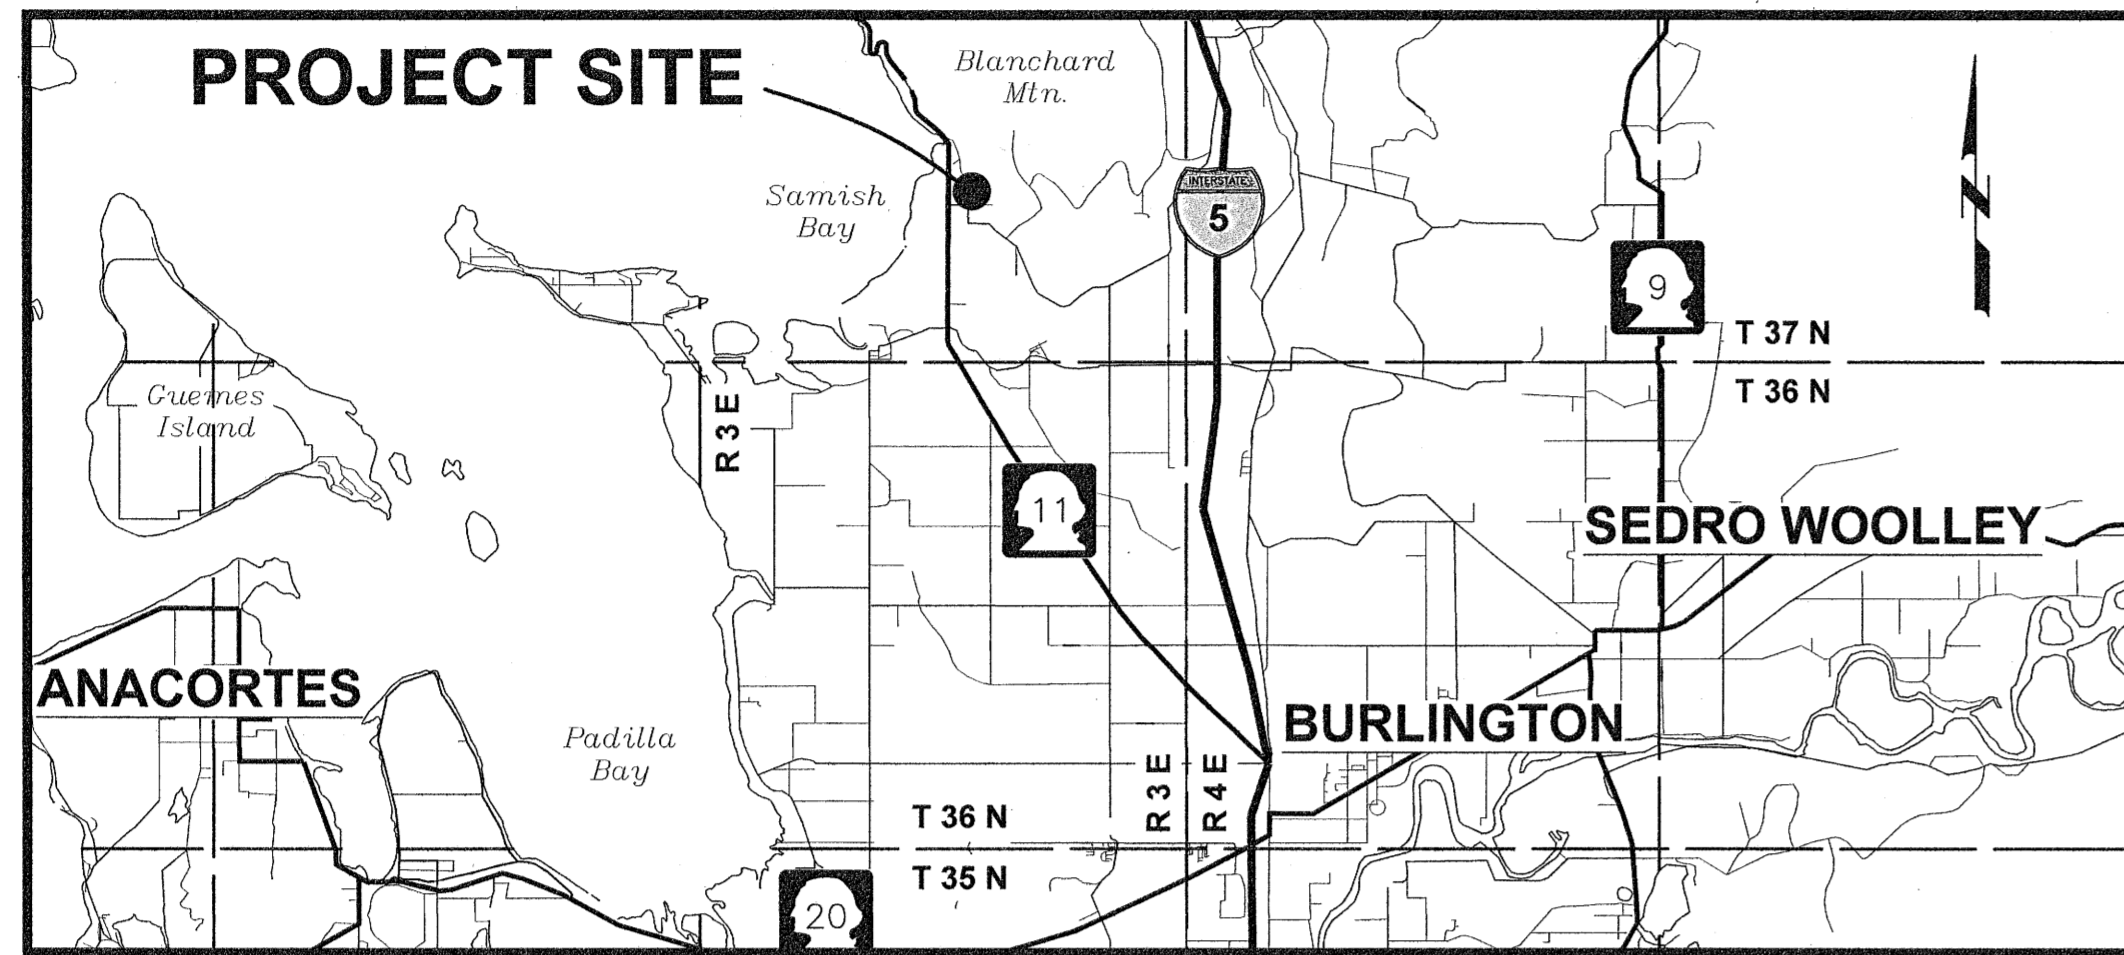 PROJECT SITE
Blanchard
Mtn.
INTERSTATE
5
N
Samish
Bay
9
T 37 N
T 36 N
Guemes
Island
R 3 E
11
SEDRO WOOLLEY
ANACORTES
BURLINGTON
Padilla
Bay
R 3 E
R 4 E
T 36 N
T 35 N
20